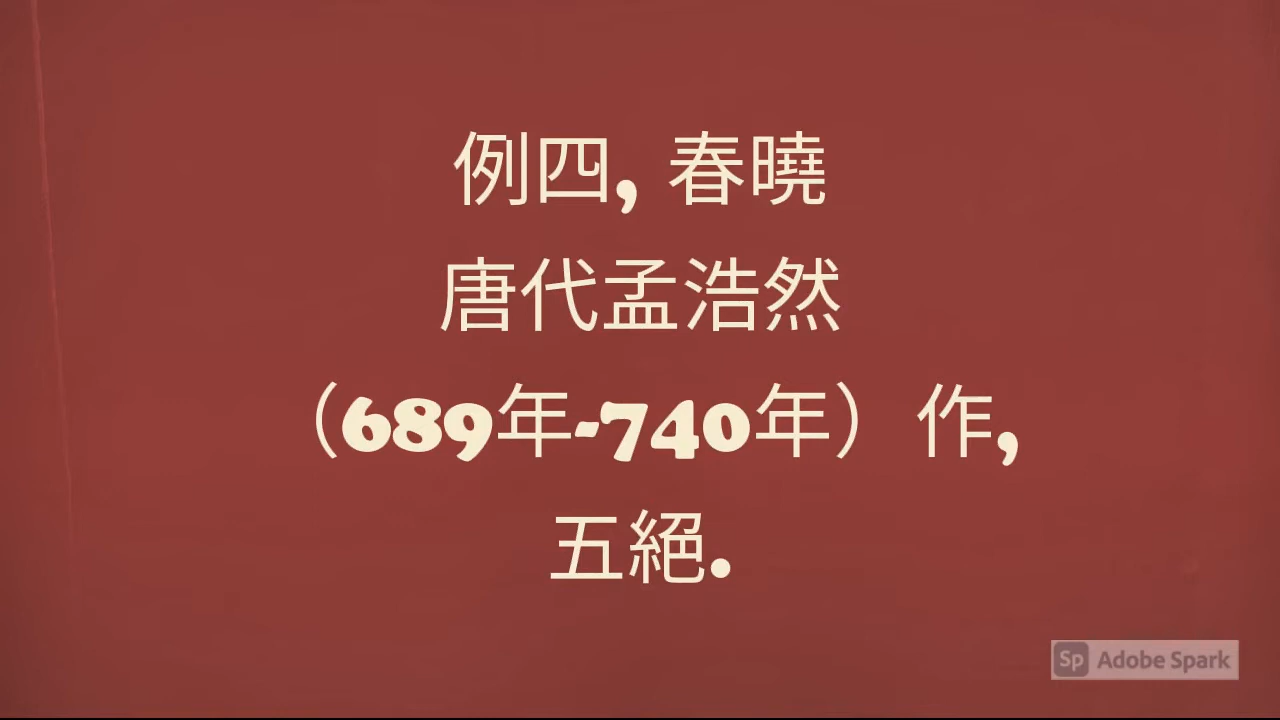 例四, 春曉
唐代孟浩然
（689年-740年）作,
五絕.
Sp Adobe Spark